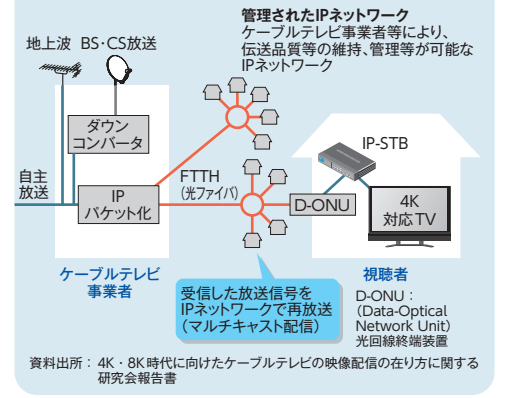 管理されたIPネットワーク
ケーブルテレビ事業者等により、
伝送品質等の維持、管理等が可能な
IPネットワーク
地上波 BS・CS放送
ダウン
コンバータ
自主
放送
IP
パケット化
FTTH
(光ファイバ)
IP-STB
D-ONU
4K
対応TV
ケーブルテレビ
事業者
受信した放送信号を
IPネットワークで再放送
(マルチキャスト配信)
視聴者
D-ONU:
(Data-Optical
Network Unit)
光回線終端装置
資料出所: 4K・8K時代に向けたケーブルテレビの映像配信の在り方に関する
研究会報告書